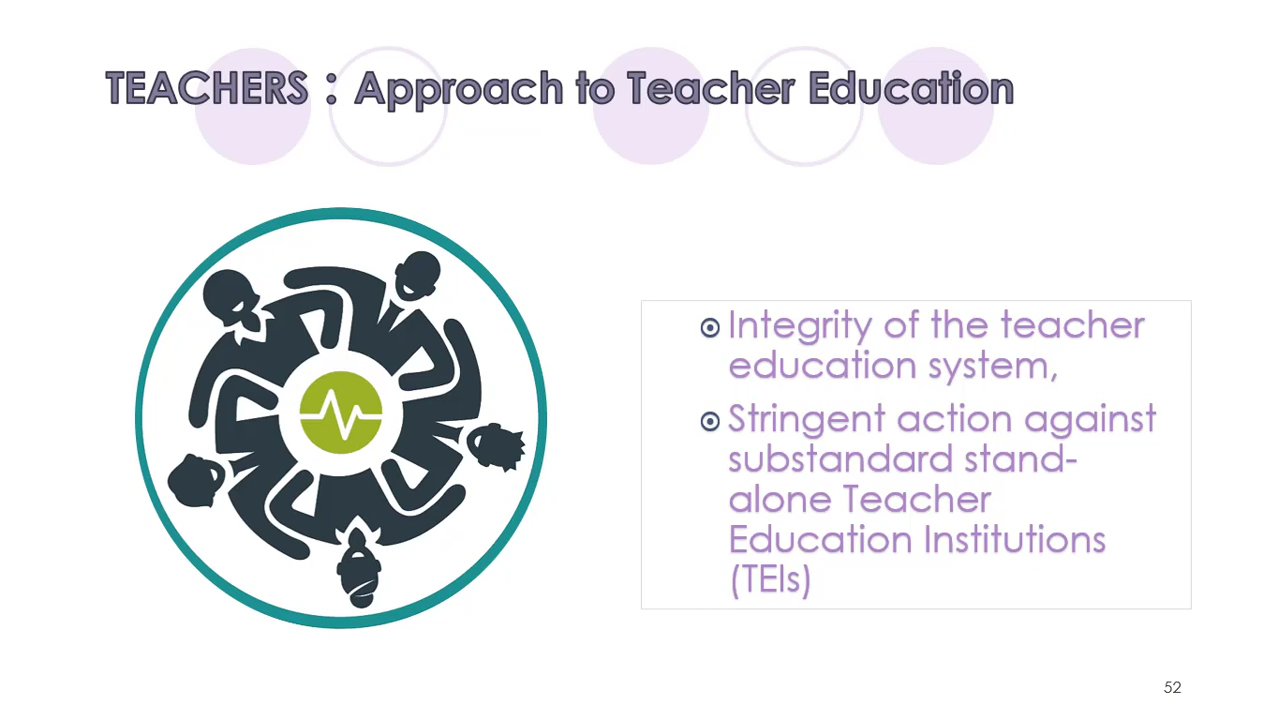 TEACHERS : Approach to Teacher Education
Integrity of the teacher
education system,
Stringent action against
substandard stand-
alone Teacher
Education Institutions
(TEIs)
52